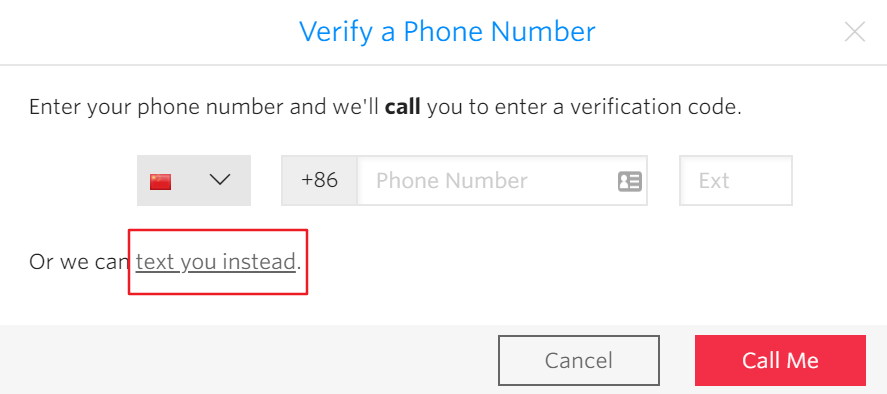 Verify a Phone Number
Enter your phone number and we'll call you to enter a verification code.
+86 Phone Number Ext
Or we can text you instead.
Cancel Call Me